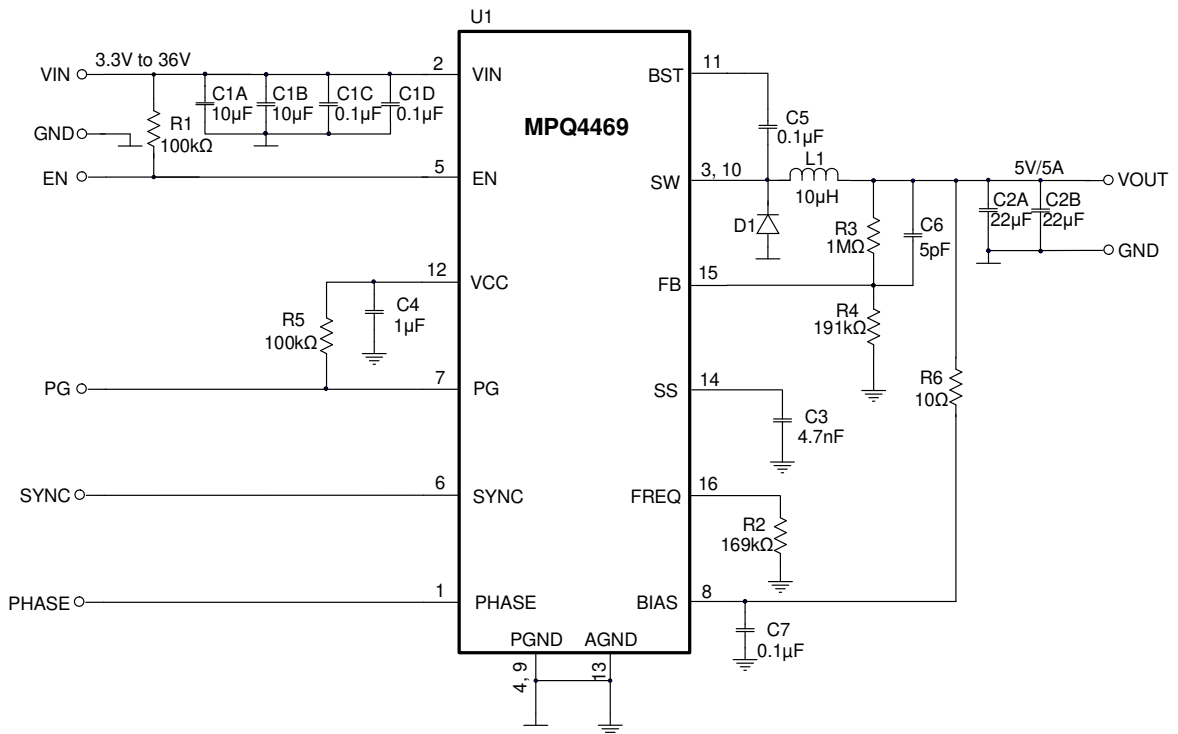 U1
VIN
3.3V to 36V
2
VIN
C1A
10µF
C1B
10µF
C1C
0.1µF
C1D
0.1µF
GND
R1
100kΩ
EN
5
EN
MPQ4469
BST
11
C5
0.1µF
L1
10µH
SW
3, 10
D1
5V/5A
VOUT
C2A
22µF
C2B
22µF
GND
R3
1MΩ
C6
5pF
FB
15
R4
191kΩ
12
VCC
C4
1µF
R5
100kΩ
PG
7
PG
SS
14
C3
4.7nF
R6
10Ω
SYNC
6
SYNC
FREQ
16
R2
169kΩ
PHASE
1
PHASE
BIAS
8
C7
0.1µF
PGND
AGND
4, 9
13